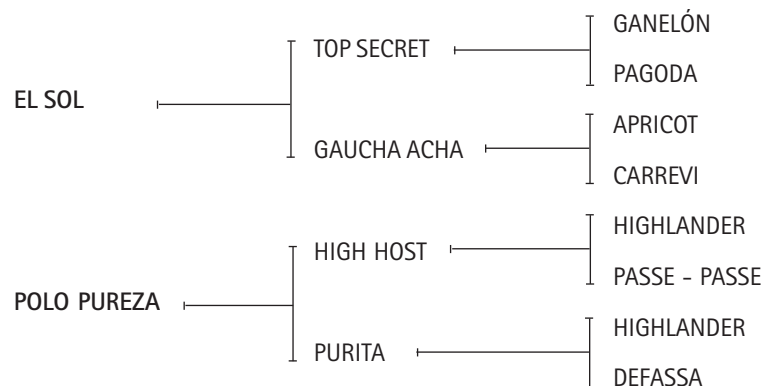 GANELÓN
TOP SECRET
PAGODA
EL SOL
APRICOT
GAUCHA ACHA
CARREVI
HIGHLANDER
HIGH HOST
PASSE - PASSE
POLO PUREZA
HIGHLANDER
PURITA
DEFASSA